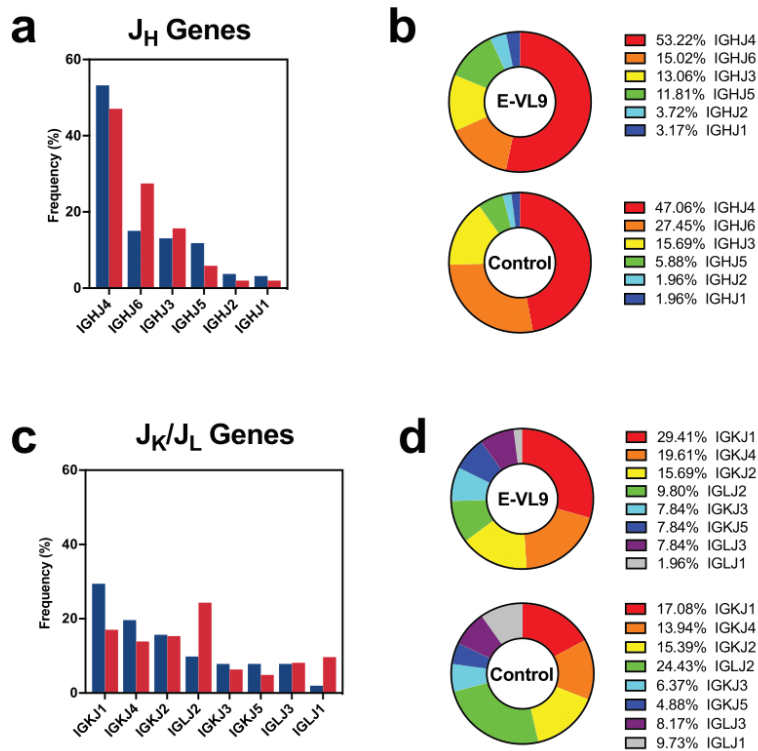 a
J_H Genes
Frequency (%)
60
40
20
0
IGHJ4
IGHJ6
IGHJ3
IGHJ5
IGHJ2
IGHJ1
b
E-VL9
53.22% IGHJ4
15.02% IGHJ6
13.06% IGHJ3
11.81% IGHJ5
3.72% IGHJ2
3.17% IGHJ1
Control
47.06% IGHJ4
27.45% IGHJ6
15.69% IGHJ3
5.88% IGHJ5
1.96% IGHJ2
1.96% IGHJ1
c
J_K/J_L Genes
Frequency (%)
60
40
20
0
IGKJ1
IGKJ4
IGKJ2
IGLJ2
IGKJ3
IGKJ5
IGLJ3
IGLJ1
d
E-VL9
29.41% IGKJ1
19.61% IGKJ4
15.69% IGKJ2
9.80% IGLJ2
7.84% IGKJ3
7.84% IGKJ5
7.84% IGLJ3
1.96% IGLJ1
Control
17.08% IGKJ1
13.94% IGKJ4
15.39% IGKJ2
24.43% IGLJ2
6.37% IGKJ3
4.88% IGKJ5
8.17% IGLJ3
9.73% IGLJ1